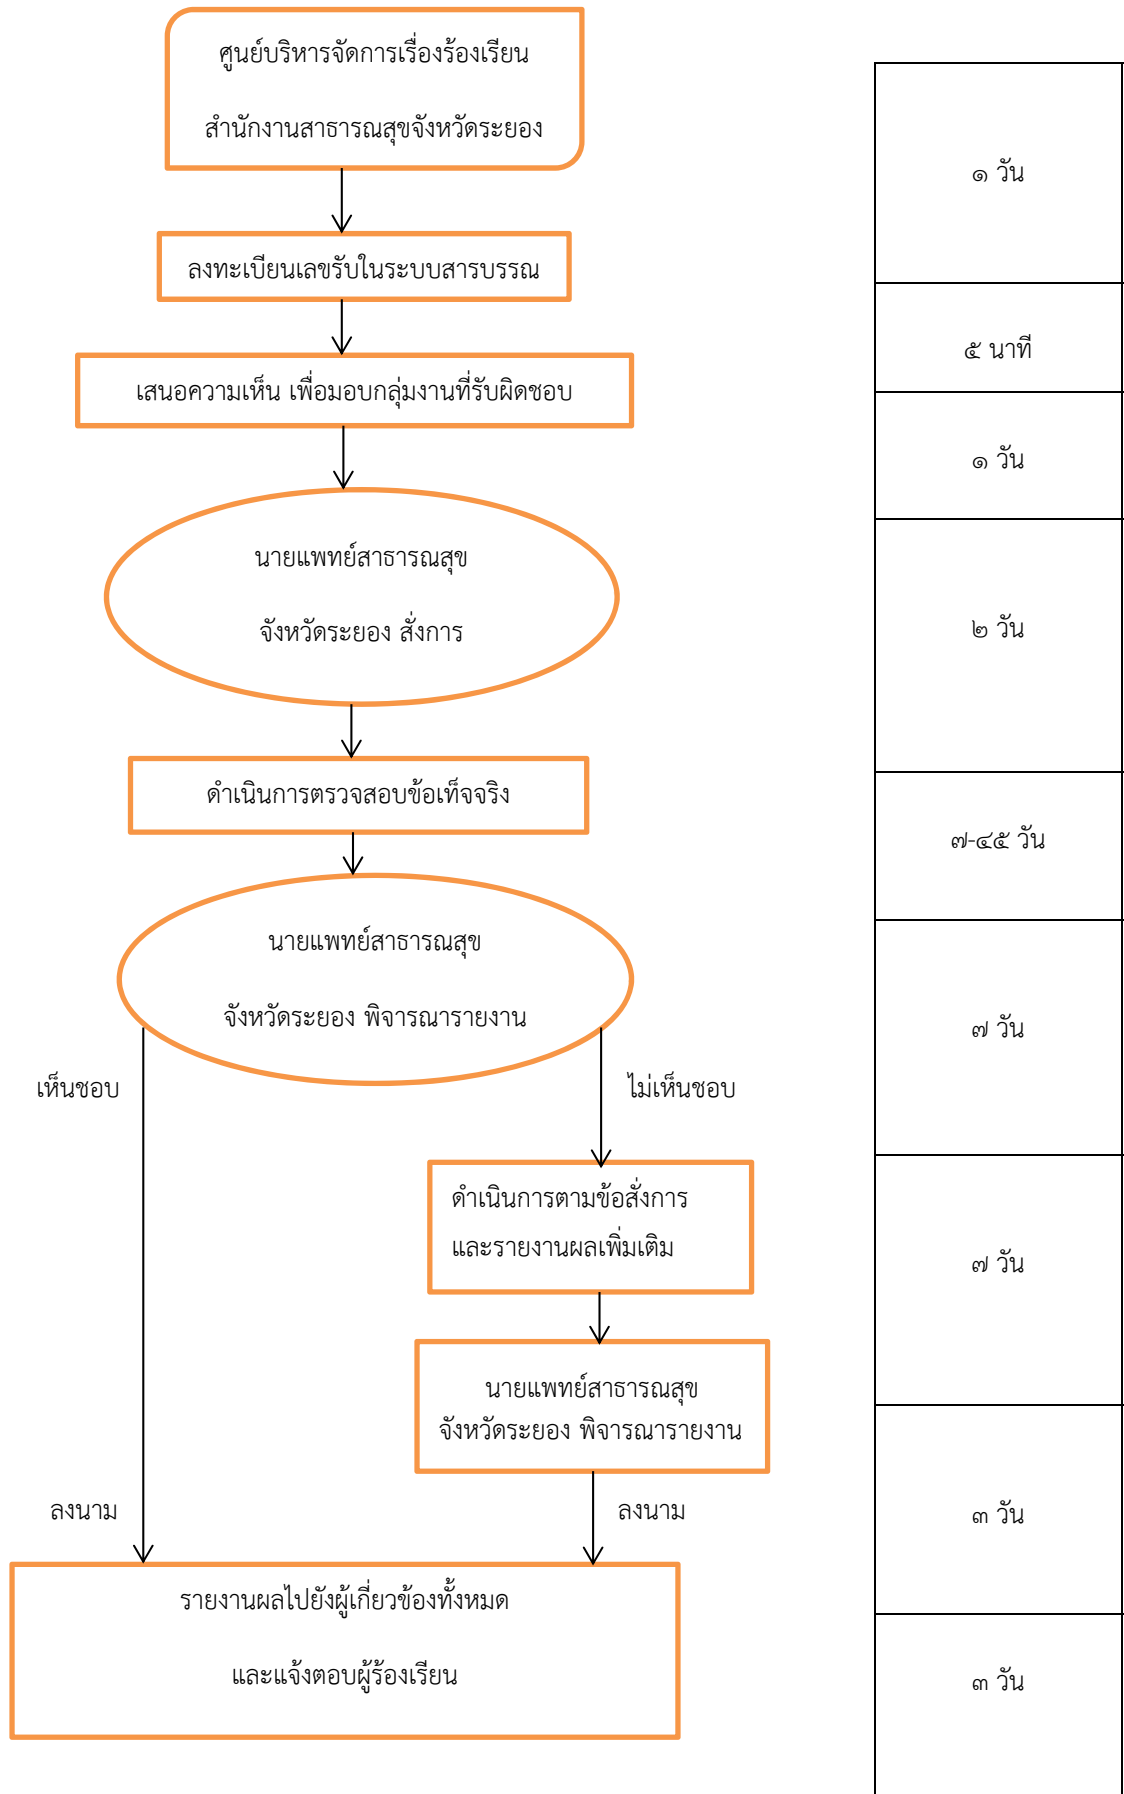 ศูนย์บริหารจัดการเรื่องร้องเรียน
สำนักงานสาธารณสุขจังหวัดระยอง
๑ วัน
ลงทะเบียนเลขรับในระบบสารบรรณ
๕ นาที
เสนอความเห็น เพื่อมอบกลุ่มงานที่รับผิดชอบ
๑ วัน
นายแพทย์สาธารณสุข
จังหวัดระยอง สั่งการ
๒ วัน
ดำเนินการตรวจสอบข้อเท็จจริง
๗-๔๕ วัน
นายแพทย์สาธารณสุข
จังหวัดระยอง พิจารณารายงาน
๗ วัน
เห็นชอบ
ไม่เห็นชอบ
ดำเนินการตามข้อสั่งการ
และรายงานผลเพิ่มเติม
๗ วัน
นายแพทย์สาธารณสุข
จังหวัดระยอง พิจารณารายงาน
ลงนาม
ลงนาม
๓ วัน
รายงานผลไปยังผู้เกี่ยวข้องทั้งหมด
และแจ้งตอบผู้ร้องเรียน
๓ วัน